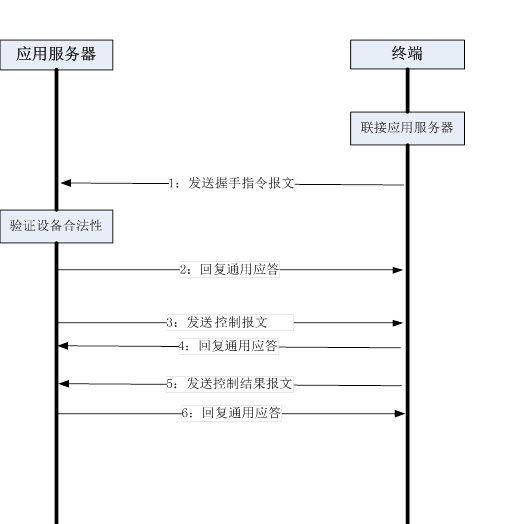 应用服务器
终端
联接应用服务器
1：发送握手指令报文
验证设备合法性
2：回复通用应答
3：发送控制报文
4：回复通用应答
5：发送控制结果报文
6：回复通用应答